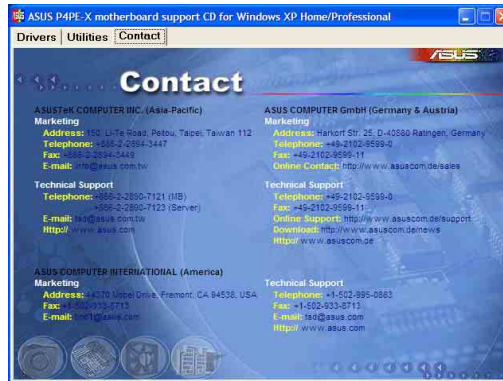 ASUS P4PE-X motherboard support CD for Windows XP Home/Professional
Drivers Utilities Contact
ASUS
Contact
ASUSTeK COMPUTER INC. (Asia-Pacific)
Marketing
Address: 150, Li-Te Road, Peitou, Taipei, Taiwan 112
Telephone: +886-2-2894-3447
Fax: +886-2-2894-3449
E-mail: info@asus.com.tw
Technical Support
Telephone: +886-2-2890-7121 (MB)
+886-2-2890-7123 (Server)
E-mail: tsd@asus.com.tw
Http:// www.asus.com
ASUS COMPUTER GmbH (Germany & Austria)
Marketing
Address: Harkort Str. 25, D-40880 Ratingen, Germany
Telephone: +49-2102-9599-0
Fax: +49-2102-9599-11
Online Contact: http://www.asuscom.de/sales
Technical Support
Telephone: +49-2102-9599-0
Fax: +49-2102-9599-11
Online Support: http://www.asuscom.de/support
Download: http://www.asuscom.de/news
Http:// www.asuscom.de
ASUS COMPUTER INTERNATIONAL (America)
Marketing
Address: 44370 Nobel Drive, Fremont, CA 94538, USA
Fax: +1-502-933-8713
E-mail:
Technical Support
Telephone: +1-502-995-0883
Fax: +1-502-933-8713
E-mail: tsd@asus.com
Http:// www.asus.com